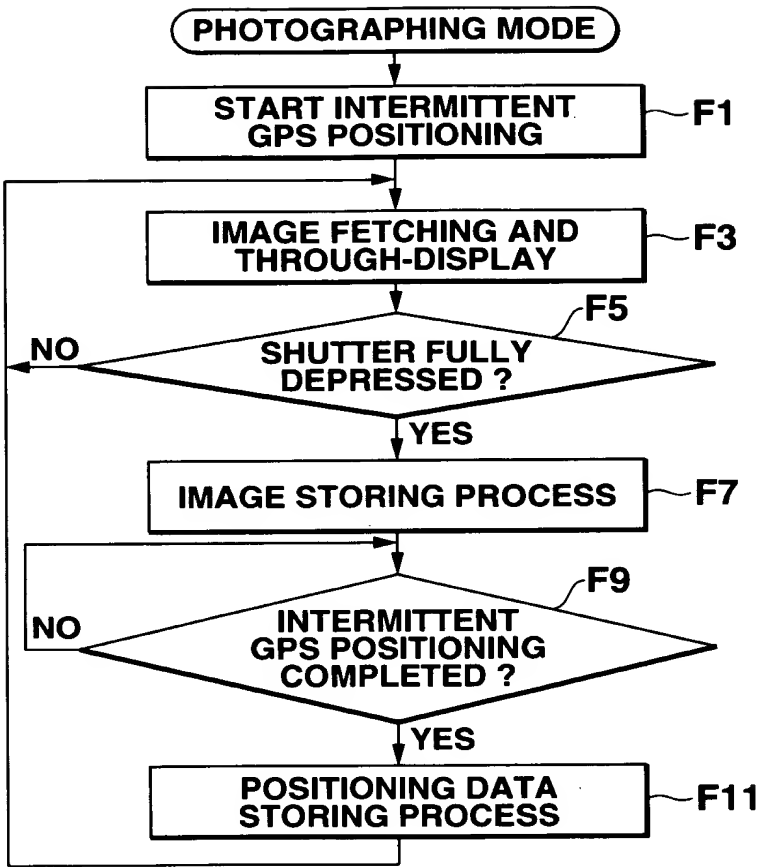 PHOTOGRAPHING MODE
START INTERMITTENT
GPS POSITIONING
F1
IMAGE FETCHING AND
THROUGH-DISPLAY
F3
F5
NO
SHUTTER FULLY
DEPRESSED ?
YES
IMAGE STORING PROCESS
F7
F9
NO
INTERMITTENT
GPS POSITIONING
COMPLETED ?
YES
POSITIONING DATA
STORING PROCESS
F11